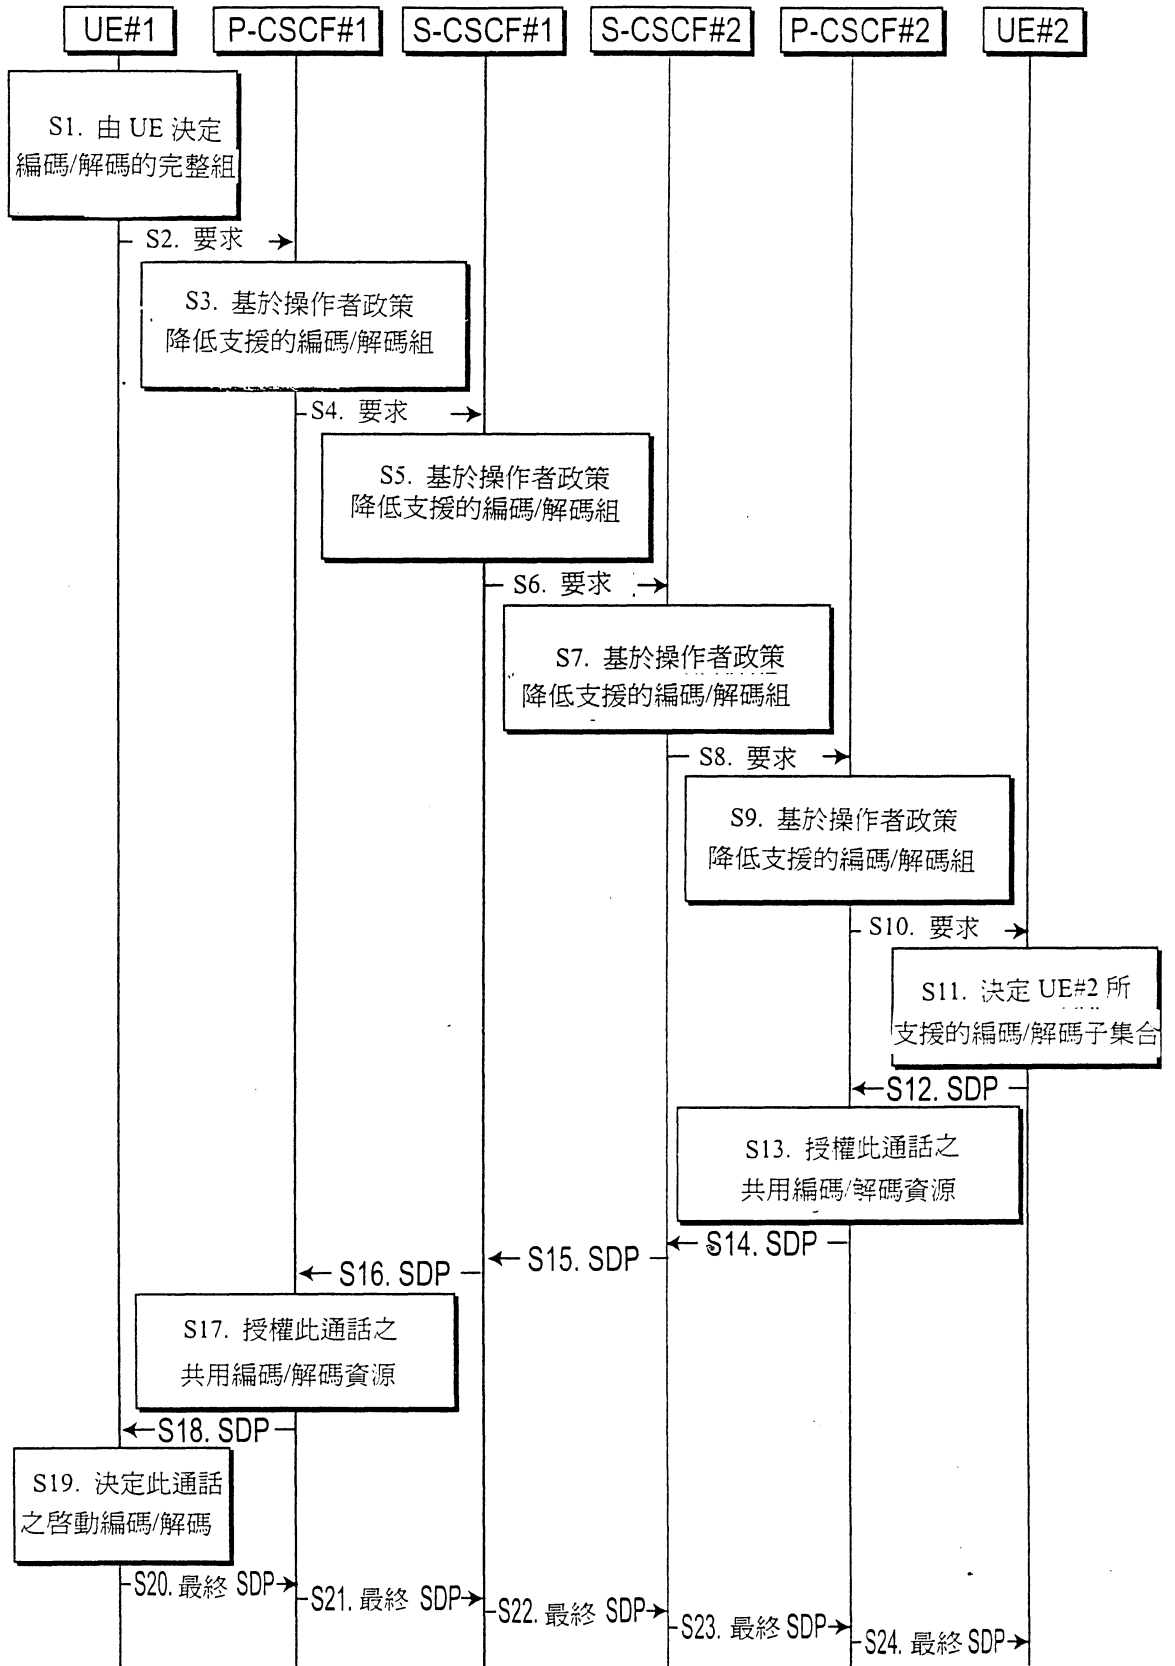 UE#1
P-CSCF#1
S-CSCF#1
S-CSCF#2
P-CSCF#2
UE#2
S1. 由 UE 決定
編碼/解碼的完整組
S2. 要求
S3. 基於操作者政策
降低支援的編碼/解碼組
S4. 要求
S5. 基於操作者政策
降低支援的編碼/解碼組
S6. 要求
S7. 基於操作者政策
降低支援的編碼/解碼組
S8. 要求
S9. 基於操作者政策
降低支援的編碼/解碼組
S10. 要求
S11. 決定 UE#2 所
支援的編碼/解碼子集合
S12. SDP
S13. 授權此通話之
共用編碼/解碼資源
S14. SDP
S15. SDP
S16. SDP
S17. 授權此通話之
共用編碼/解碼資源
S18. SDP
S19. 決定此通話
之啓動編碼/解碼
S20. 最終 SDP
S21. 最終 SDP
S22. 最終 SDP
S23. 最終 SDP
S24. 最終 SDP